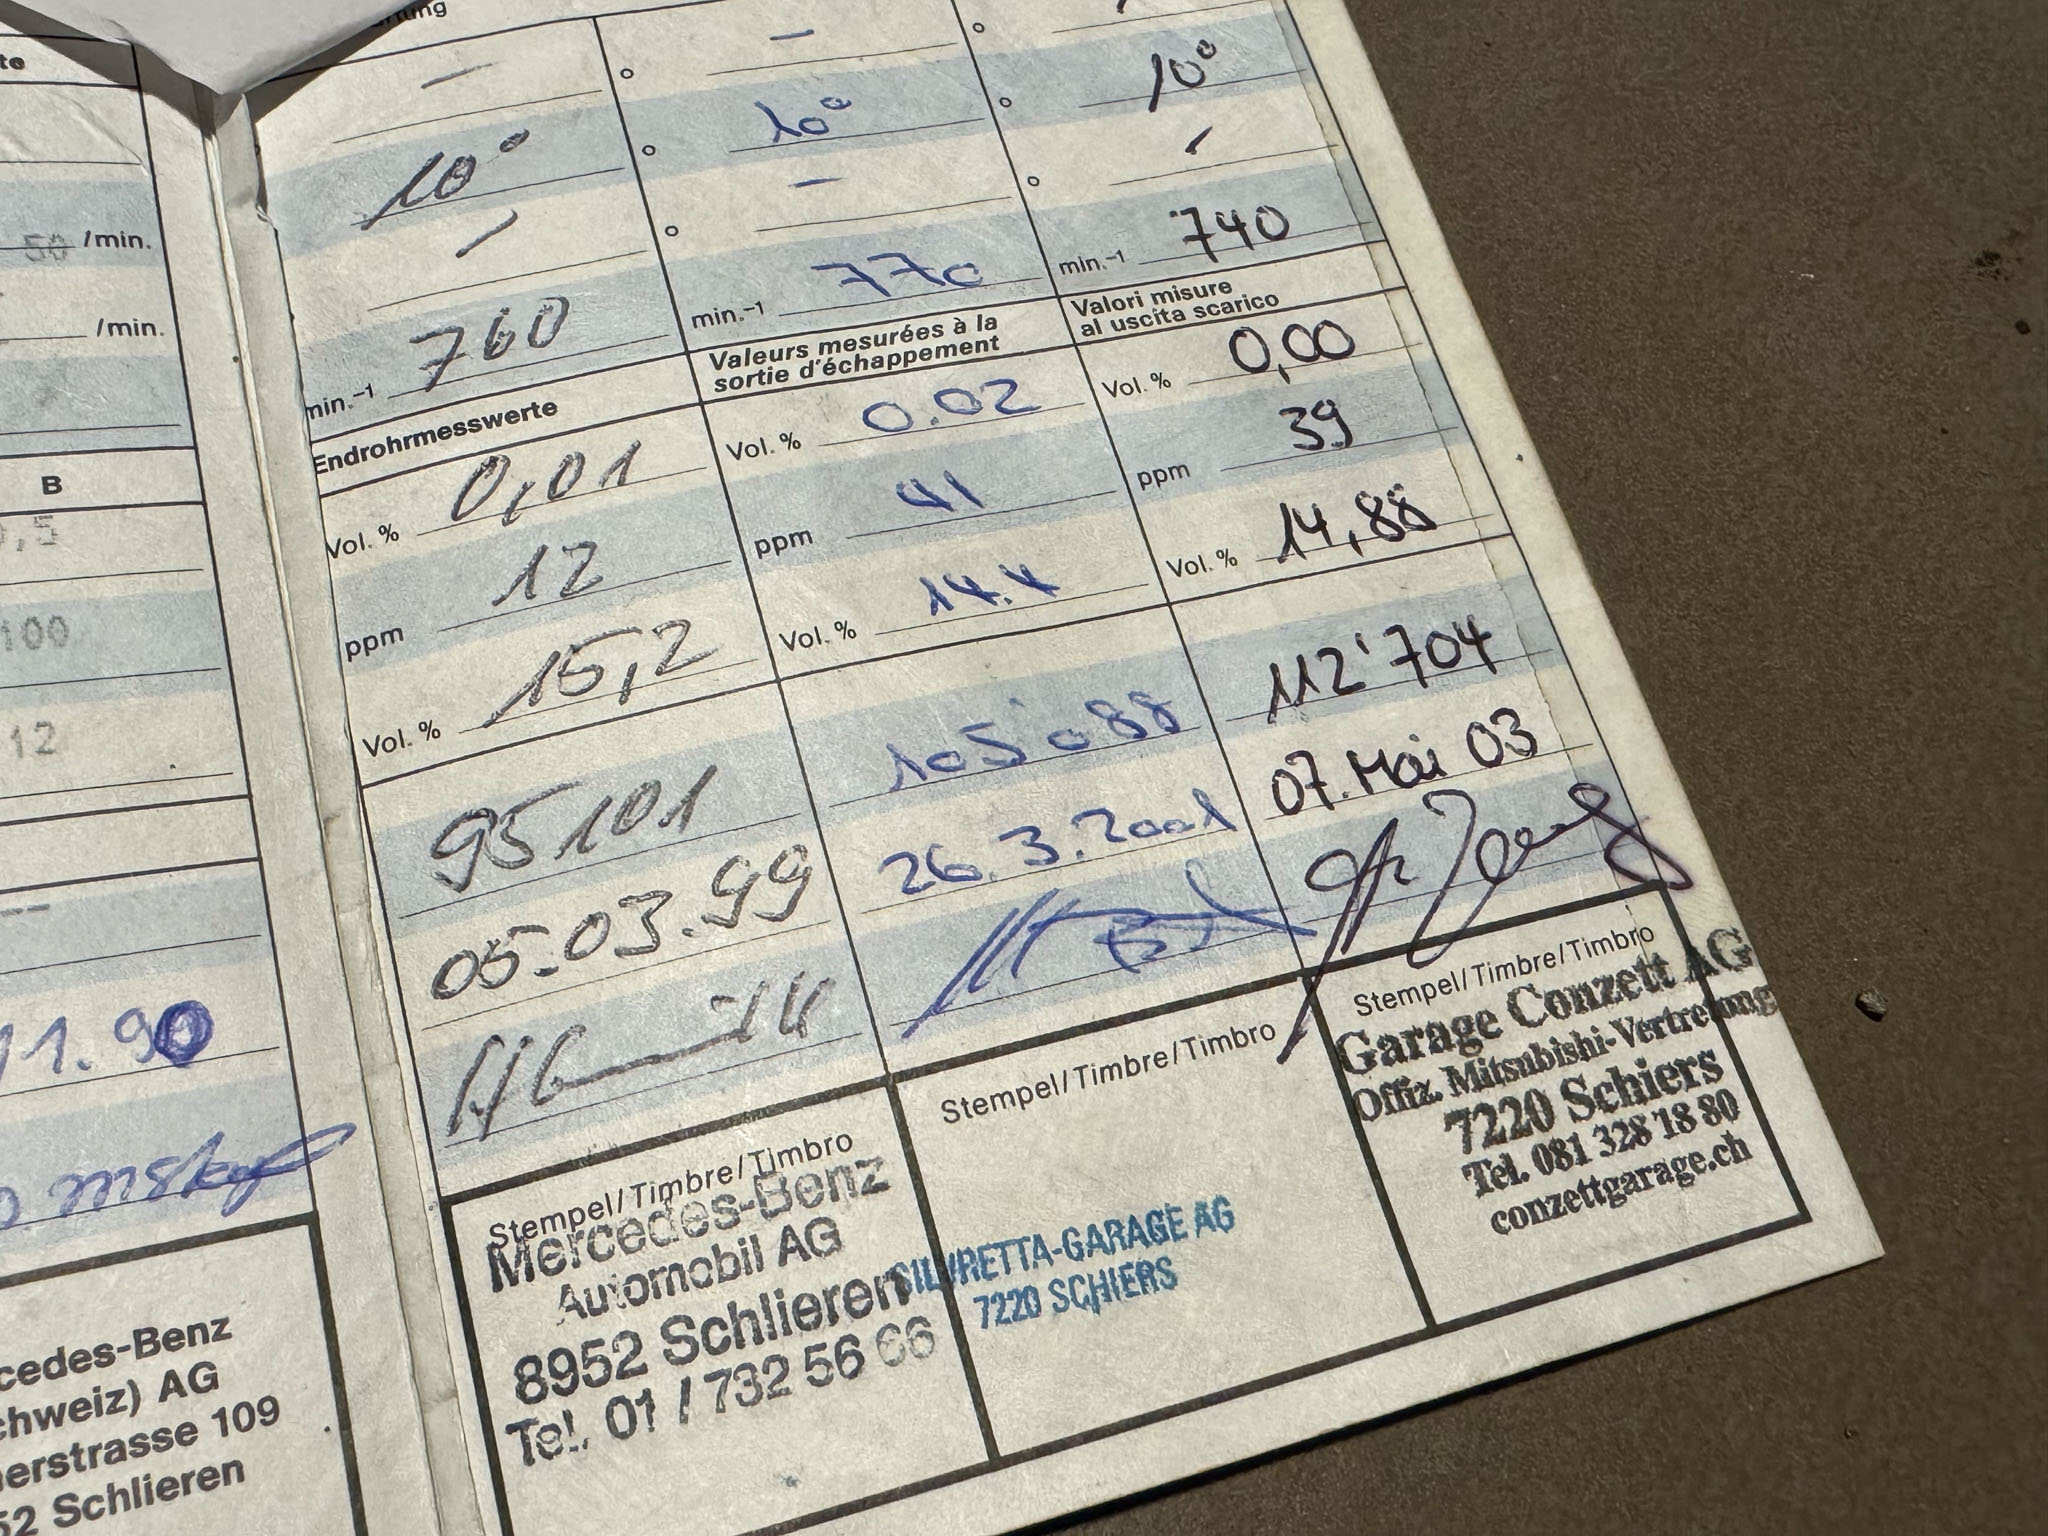 50 /min.
/min.
B
0,5
100
12
11.90
cedes-Benz
chweiz) AG
erstrasse 109
52 Schlieren
–
10°
–
min.-1 760
Endrohrmesswerte
Vol. % 0,01
ppm 12
Vol. % 15,2
95101
05.03.99
Stempel/Timbre/Timbro
Mercedes-Benz
Automobil AG
8952 Schlieren
Tel. 01 / 732 56 66
° –
° 10°
° –
min.-1 770
Valeurs mesurées à la
sortie d'échappement
Vol. % 0.02
ppm 41
Vol. % 14.4
105'088
26.3.2001
Stempel/Timbre/Timbro
SILVRETTA-GARAGE AG
7220 SCHIERS
°
° 10°
° –
min.-1 740
Valori misure
al uscita scarico
Vol. % 0,00
ppm 39
Vol. % 14,88
112'704
07. Mai 03
Stempel/Timbre/Timbro
Garage Conzett AG
Offiz. Mitsubishi-Vertretung
7220 Schiers
Tel. 081 328 18 80
conzettgarage.ch